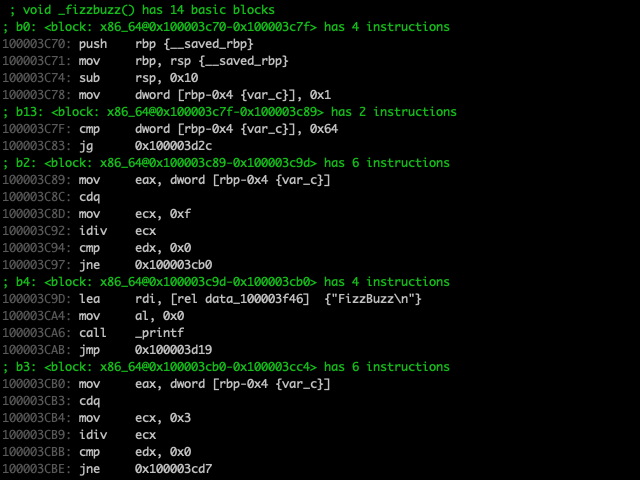 ; void _fizzbuzz() has 14 basic blocks
; b0: <block: x86_64@0x100003c70-0x100003c7f> has 4 instructions
100003C70: push    rbp {__saved_rbp}
100003C71: mov     rbp, rsp {__saved_rbp}
100003C74: sub     rsp, 0x10
100003C78: mov     dword [rbp-0x4 {var_c}], 0x1
; b13: <block: x86_64@0x100003c7f-0x100003c89> has 2 instructions
100003C7F: cmp     dword [rbp-0x4 {var_c}], 0x64
100003C83: jg      0x100003d2c
; b2: <block: x86_64@0x100003c89-0x100003c9d> has 6 instructions
100003C89: mov     eax, dword [rbp-0x4 {var_c}]
100003C8C: cdq
100003C8D: mov     ecx, 0xf
100003C92: idiv    ecx
100003C94: cmp     edx, 0x0
100003C97: jne     0x100003cb0
; b4: <block: x86_64@0x100003c9d-0x100003cb0> has 4 instructions
100003C9D: lea     rdi, [rel data_100003f46]  {"FizzBuzz\n"}
100003CA4: mov     al, 0x0
100003CA6: call    _printf
100003CAB: jmp     0x100003d19
; b3: <block: x86_64@0x100003cb0-0x100003cc4> has 6 instructions
100003CB0: mov     eax, dword [rbp-0x4 {var_c}]
100003CB3: cdq
100003CB4: mov     ecx, 0x3
100003CB9: idiv    ecx
100003CBB: cmp     edx, 0x0
100003CBE: jne     0x100003cd7